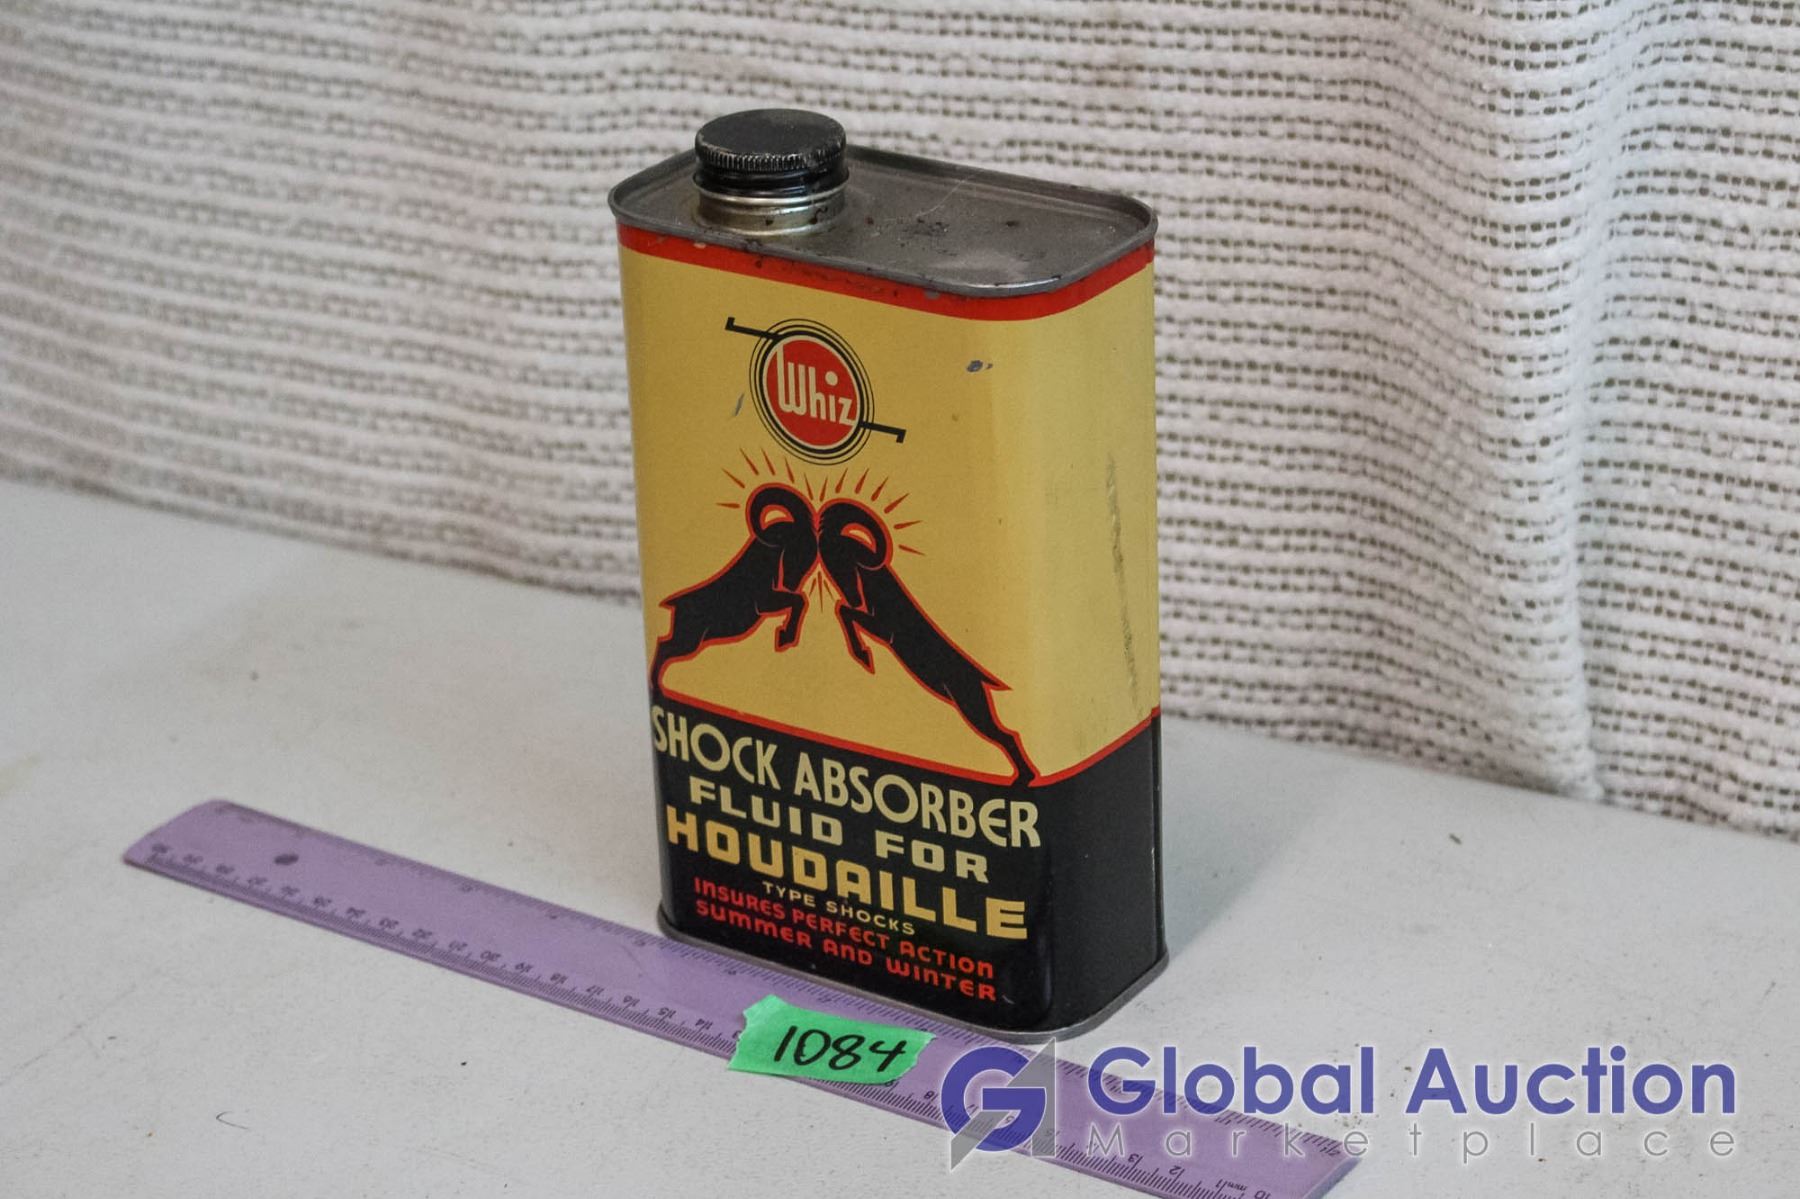 Whiz
SHOCK ABSORBER
FLUID FOR
HOUDAILLE
TYPE SHOCKS
INSURES PERFECT ACTION
SUMMER AND WINTER
1084
Global Auction
Marketplace